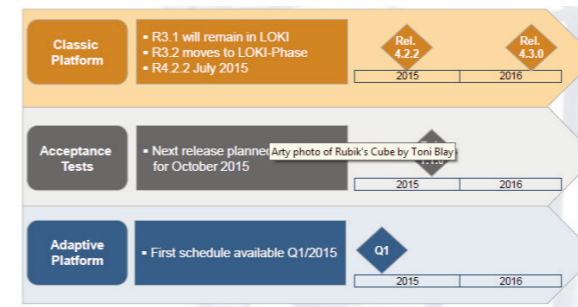 Classic
Platform
▪ R3.1 will remain in LOKI
▪ R3.2 moves to LOKI-Phase
▪ R4.2.2 July 2015
Rel.
4.2.2
Rel.
4.3.0
2015
2016
Acceptance
Tests
▪ Next release planned
for October 2015
Arty photo of Rubik's Cube by Toni Blay
2015
2016
Adaptive
Platform
▪ First schedule available Q1/2015
Q1
2015
2016